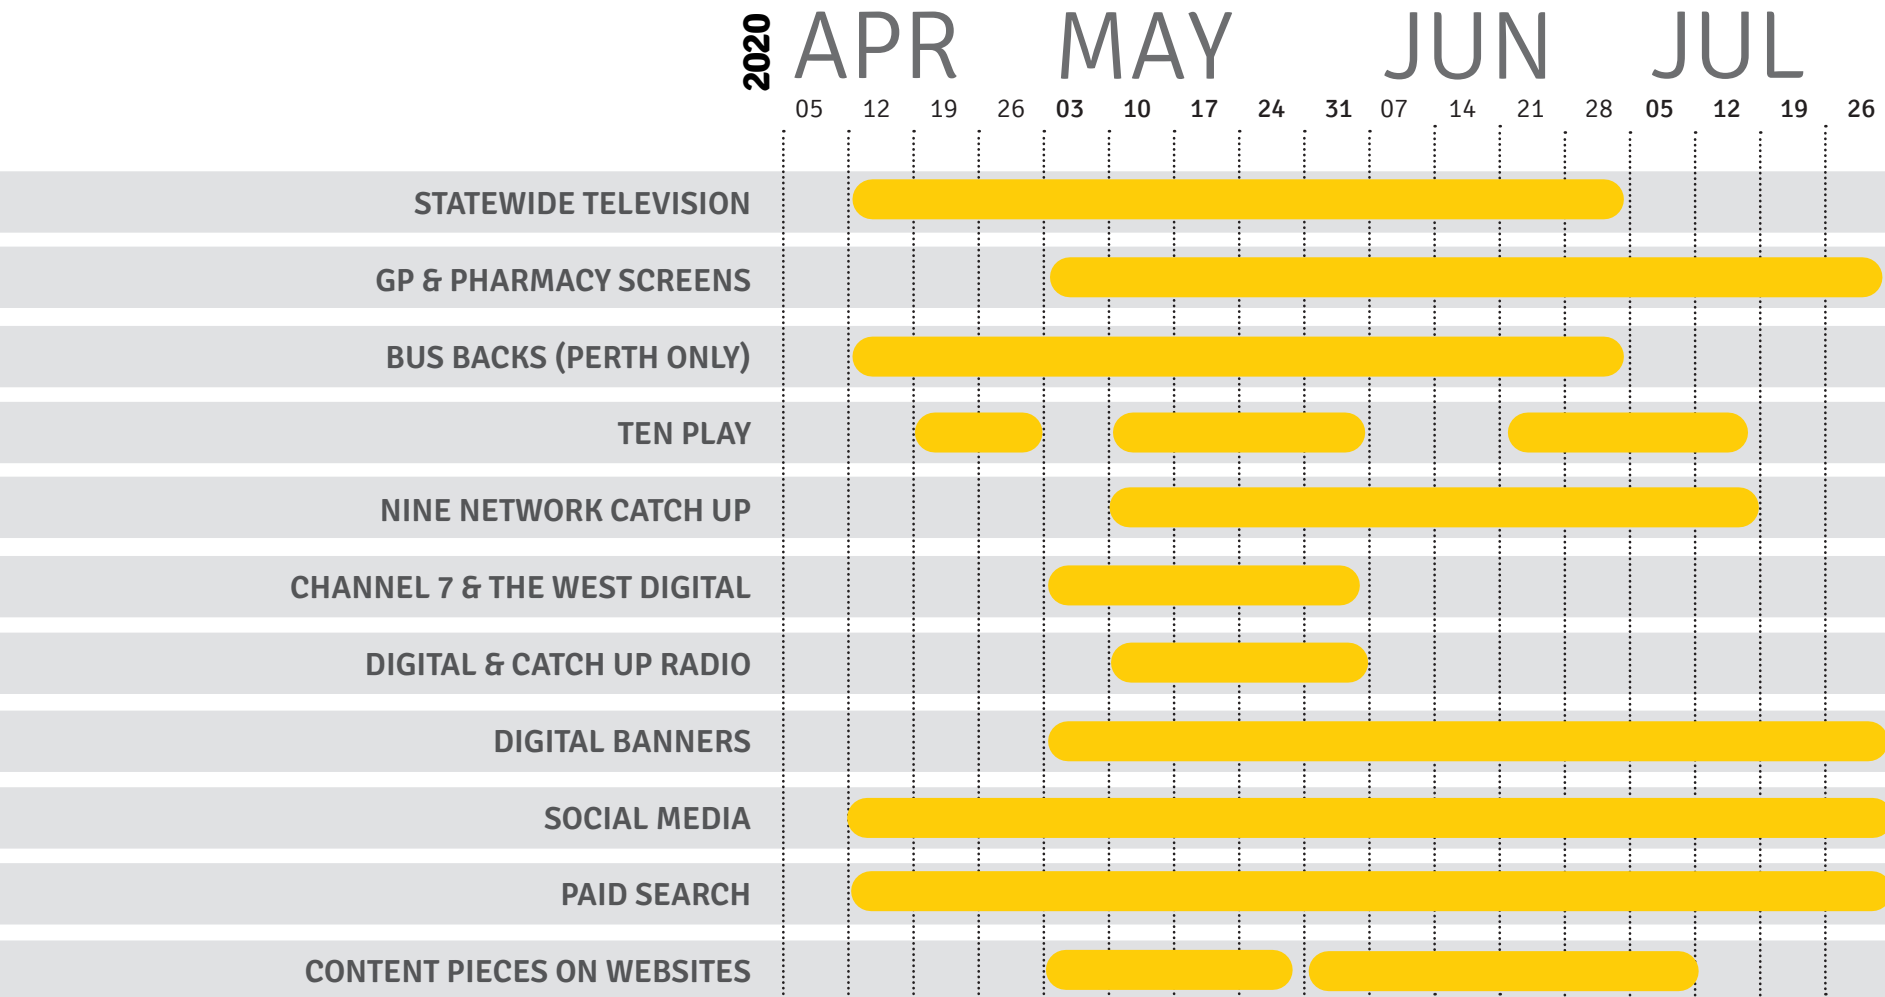 2020 APR MAY JUN JUL
05 12 19 26 03 10 17 24 31 07 14 21 28 05 12 19 26
STATEWIDE TELEVISION
GP & PHARMACY SCREENS
BUS BACKS (PERTH ONLY)
TEN PLAY
NINE NETWORK CATCH UP
CHANNEL 7 & THE WEST DIGITAL
DIGITAL & CATCH UP RADIO
DIGITAL BANNERS
SOCIAL MEDIA
PAID SEARCH
CONTENT PIECES ON WEBSITES